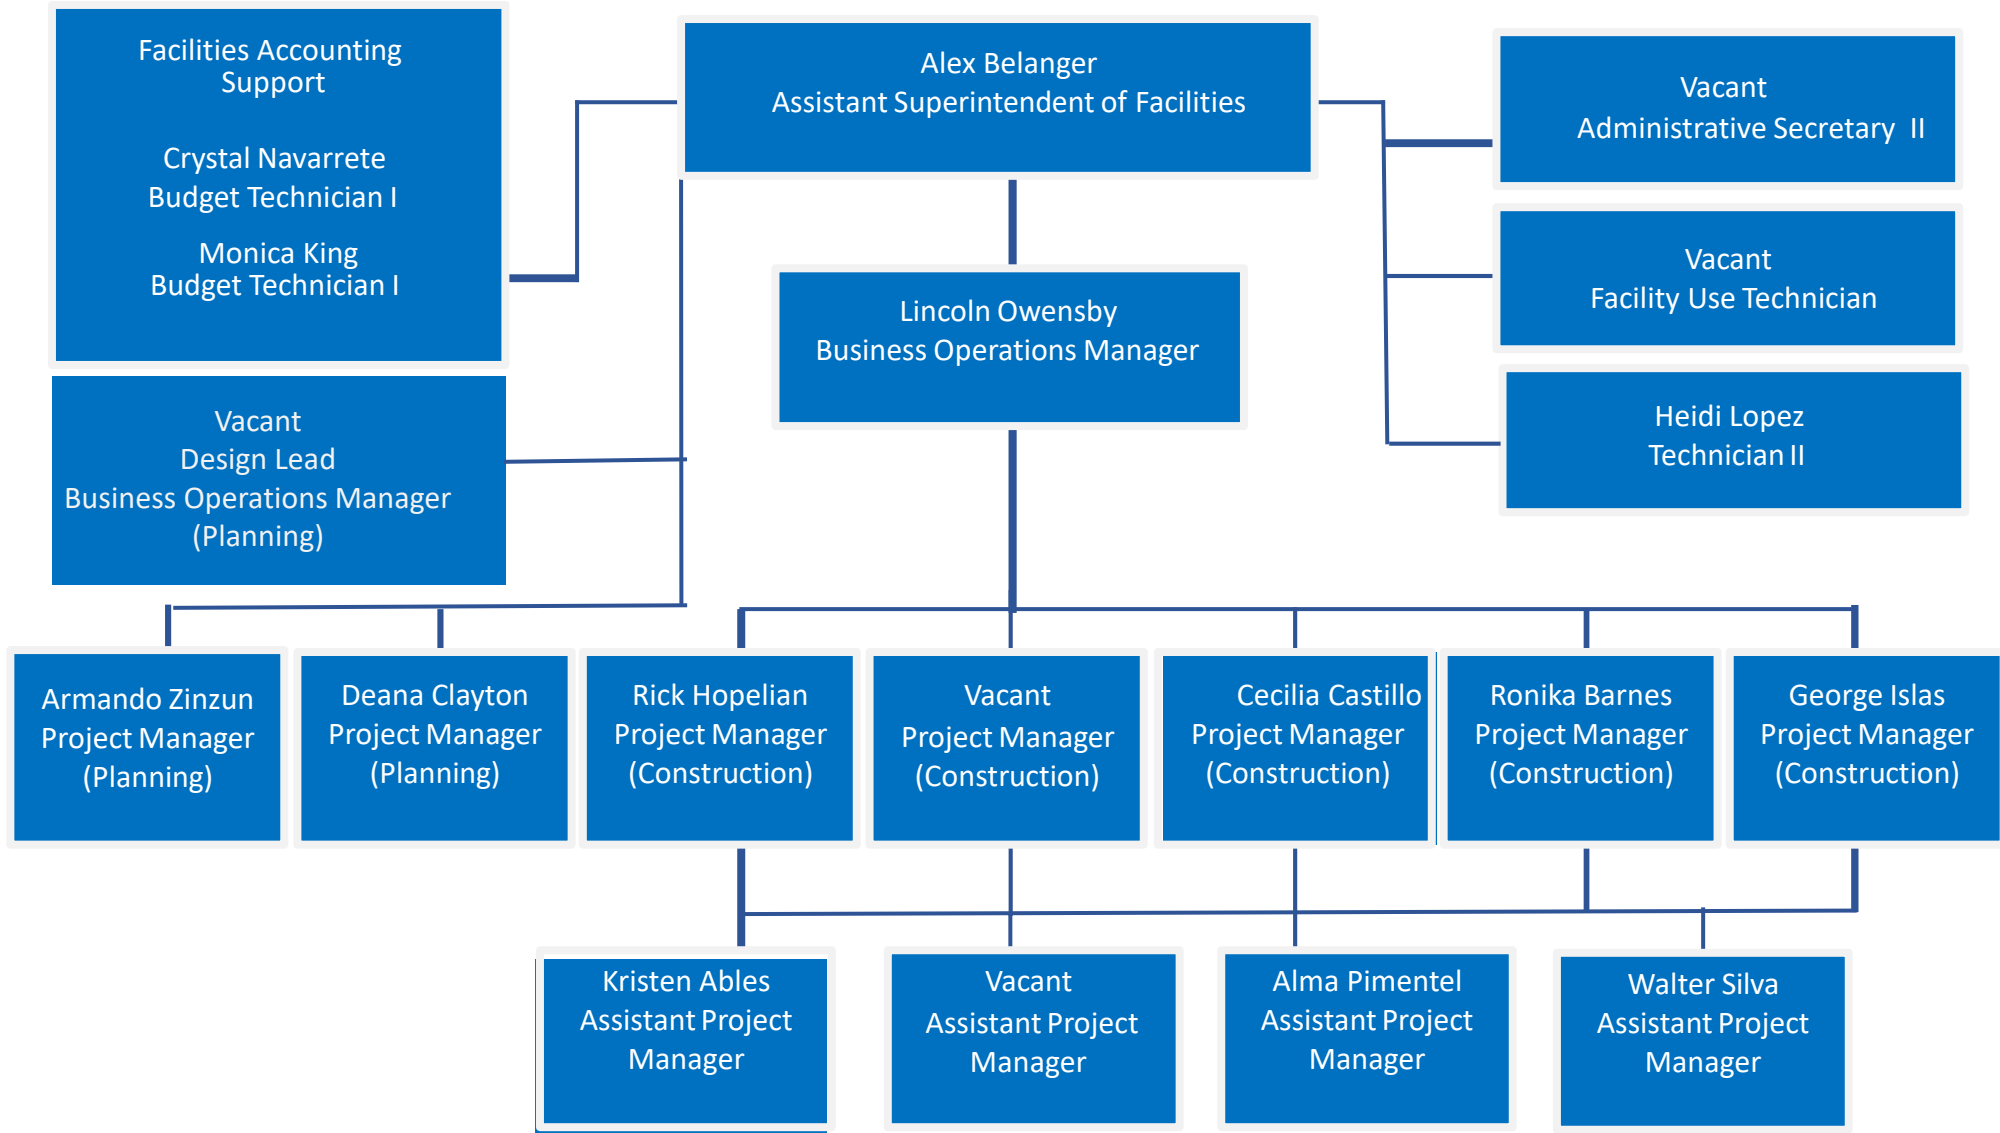 Facilities Accounting
Support
Crystal Navarrete
Budget Technician I
Monica King
Budget Technician I
Alex Belanger
Assistant Superintendent of Facilities
Vacant
Administrative Secretary II
Vacant
Facility Use Technician
Heidi Lopez
Technician II
Lincoln Owensby
Business Operations Manager
Vacant
Design Lead
Business Operations Manager
(Planning)
Armando Zinzun
Project Manager
(Planning)
Deana Clayton
Project Manager
(Planning)
Rick Hopelian
Project Manager
(Construction)
Vacant
Project Manager
(Construction)
Cecilia Castillo
Project Manager
(Construction)
Ronika Barnes
Project Manager
(Construction)
George Islas
Project Manager
(Construction)
Kristen Ables
Assistant Project
Manager
Vacant
Assistant Project
Manager
Alma Pimentel
Assistant Project
Manager
Walter Silva
Assistant Project
Manager